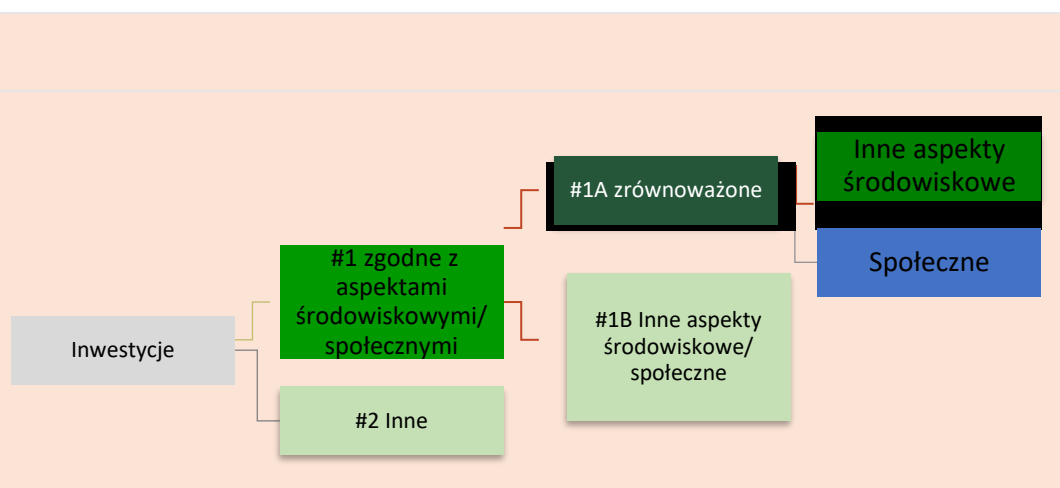 Inwestycje
#1 zgodne z
aspektami
środowiskowymi/
społecznymi
#2 Inne
#1A zrównoważone
#1B Inne aspekty
środowiskowe/
społeczne
Inne aspekty
środowiskowe
Społeczne